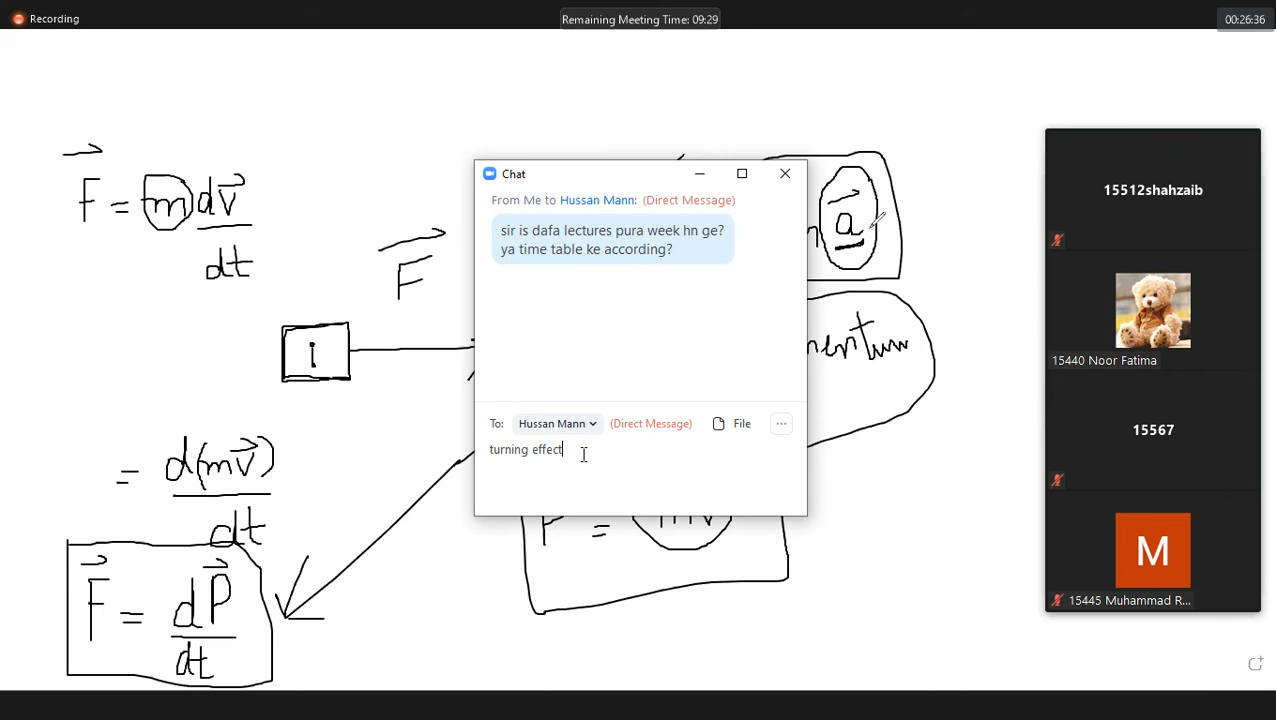 Recording
Remaining Meeting Time: 09:29
00:26:36
F = m dv
dt
F
a
Chat
From Me to Hussan Mann: (Direct Message)
sir is dafa lectures pura week hn ge?
ya time table ke according?
To: Hussan Mann (Direct Message) File ...
turning effect
1
= d(mv)
dt
F = dP
dt
= mv
15512shahzaib
15440 Noor Fatima
15567
M
15445 Muhammad R...